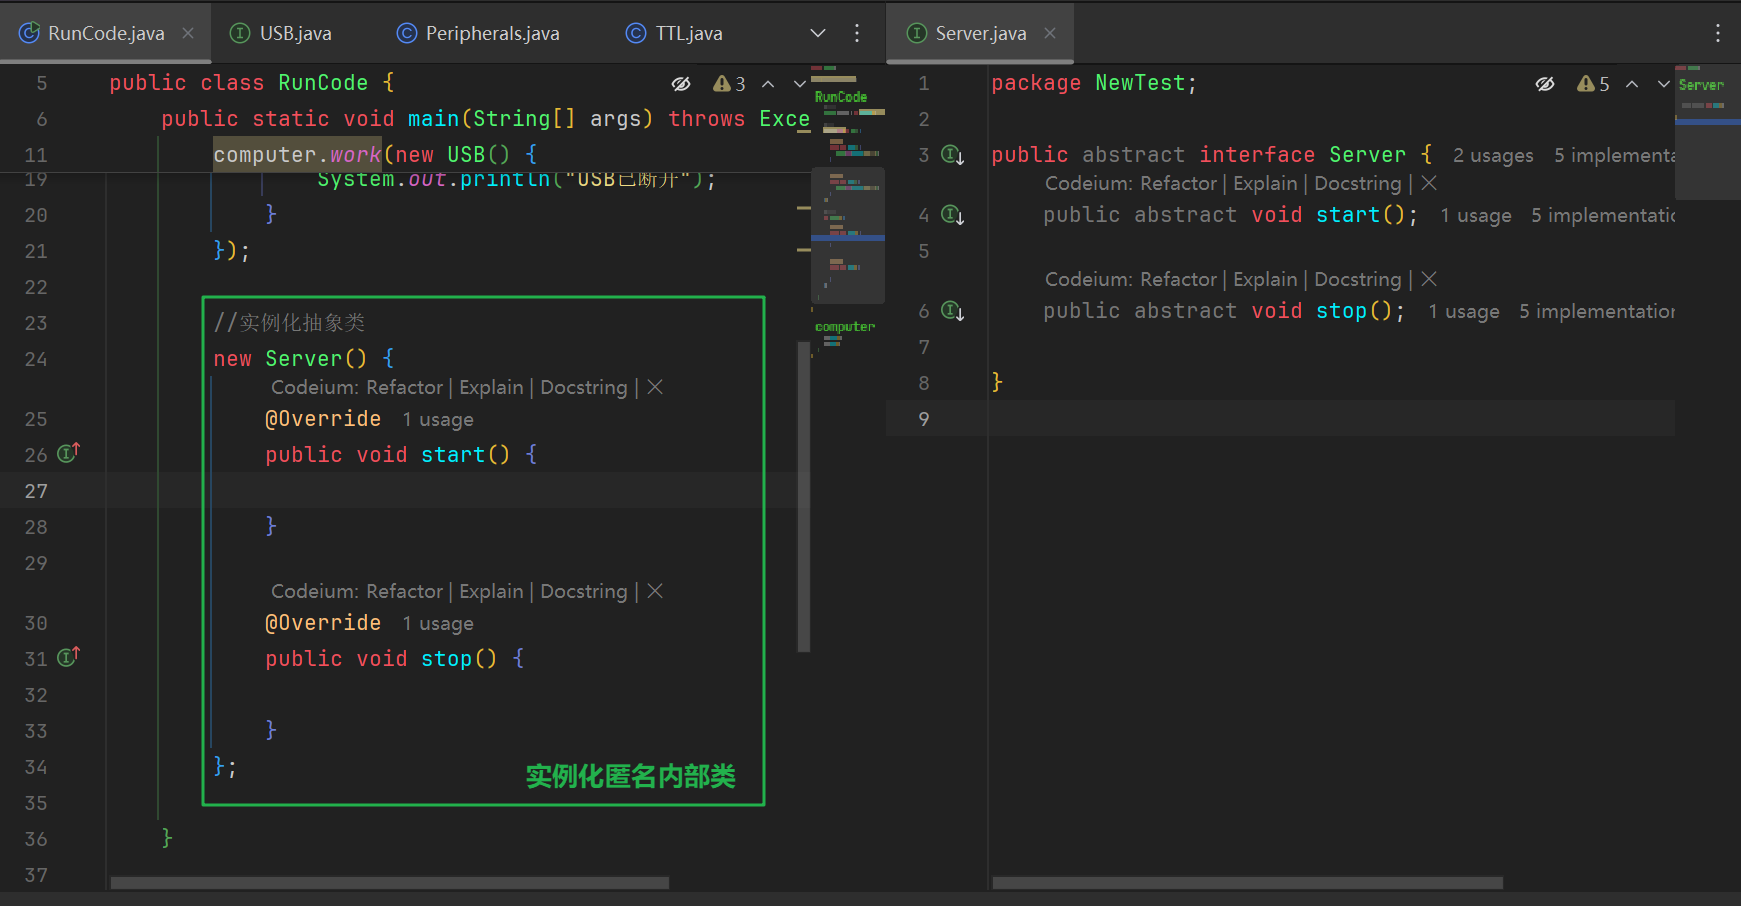 RunCode.java
USB.java
Peripherals.java
TTL.java
5 public class RunCode {
3
6 public static void main(String[] args) throws Exce
11 computer.work(new USB() {
19 System.out.println("USB已断开");
20 }
21 });
22
23 //实例化抽象类
24 new Server() {
Codeium: Refactor | Explain | Docstring | ×
25 @Override 1 usage
26 public void start() {
27
28 }
29
Codeium: Refactor | Explain | Docstring | ×
30 @Override 1 usage
31 public void stop() {
32
33 }
34 };
实例化匿名内部类
35
36 }
37
RunCode
computer
Server.java
1 package NewTest;
5
2
3 public abstract interface Server { 2 usages 5 implementa
Codeium: Refactor | Explain | Docstring | ×
4 public abstract void start(); 1 usage 5 implementatio
5
Codeium: Refactor | Explain | Docstring | ×
6 public abstract void stop(); 1 usage 5 implementation
7
8 }
9
Server